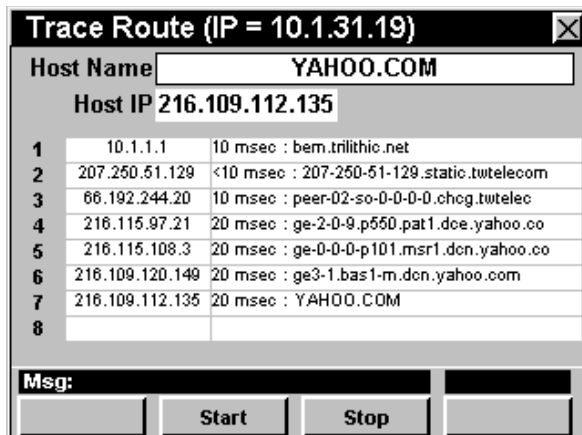 Trace Route (IP = 10.1.31.19)
Host Name YAHOO.COM
Host IP 216.109.112.135
1 10.1.1.1 10 msec : bem.trilithic.net
2 207.250.51.129 <10 msec : 207-250-51-129.static.twtelecom
3 66.192.244.20 10 msec : peer-02-so-0-0-0-0.chcg.twtelec
4 216.115.97.21 20 msec : ge-2-0-9.p550.pat1.dce.yahoo.co
5 216.115.108.3 20 msec : ge-0-0-0-p101.msr1.dcn.yahoo.co
6 216.109.120.149 20 msec : ge3-1.bas1-m.dcn.yahoo.com
7 216.109.112.135 20 msec : YAHOO.COM
8
Msg:
Start Stop